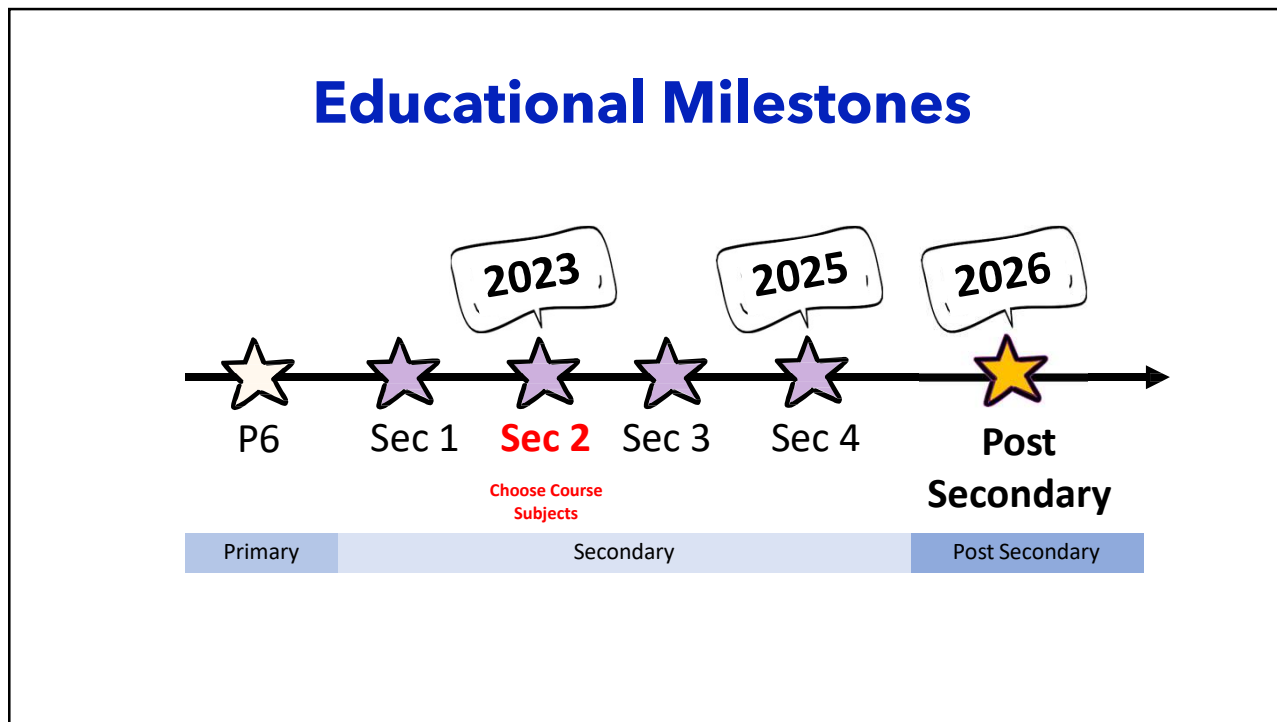 Educational Milestones
2023
2025
2026
P6
Sec 1
Sec 2
Sec 3
Sec 4
Post
Secondary
Choose Course
Subjects
Primary
Secondary
Post Secondary